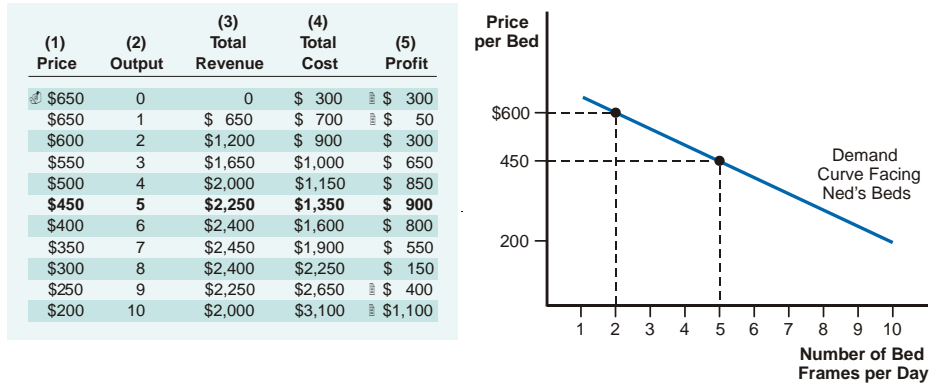 (1) Price (2) Output (3) Total Revenue (4) Total Cost (5) Profit
$650 0 0 $ 300 $ 300
$650 1 $ 650 $ 700 $ 50
$600 2 $1,200 $ 900 $ 300
$550 3 $1,650 $1,000 $ 650
$500 4 $2,000 $1,150 $ 850
$450 5 $2,250 $1,350 $ 900
$400 6 $2,400 $1,600 $ 800
$350 7 $2,450 $1,900 $ 550
$300 8 $2,400 $2,250 $ 150
$250 9 $2,250 $2,650 $ 400
$200 10 $2,000 $3,100 $1,100
Price
per Bed
$600
450
200
Demand
Curve Facing
Ned's Beds
1 2 3 4 5 6 7 8 9 10
Number of Bed
Frames per Day